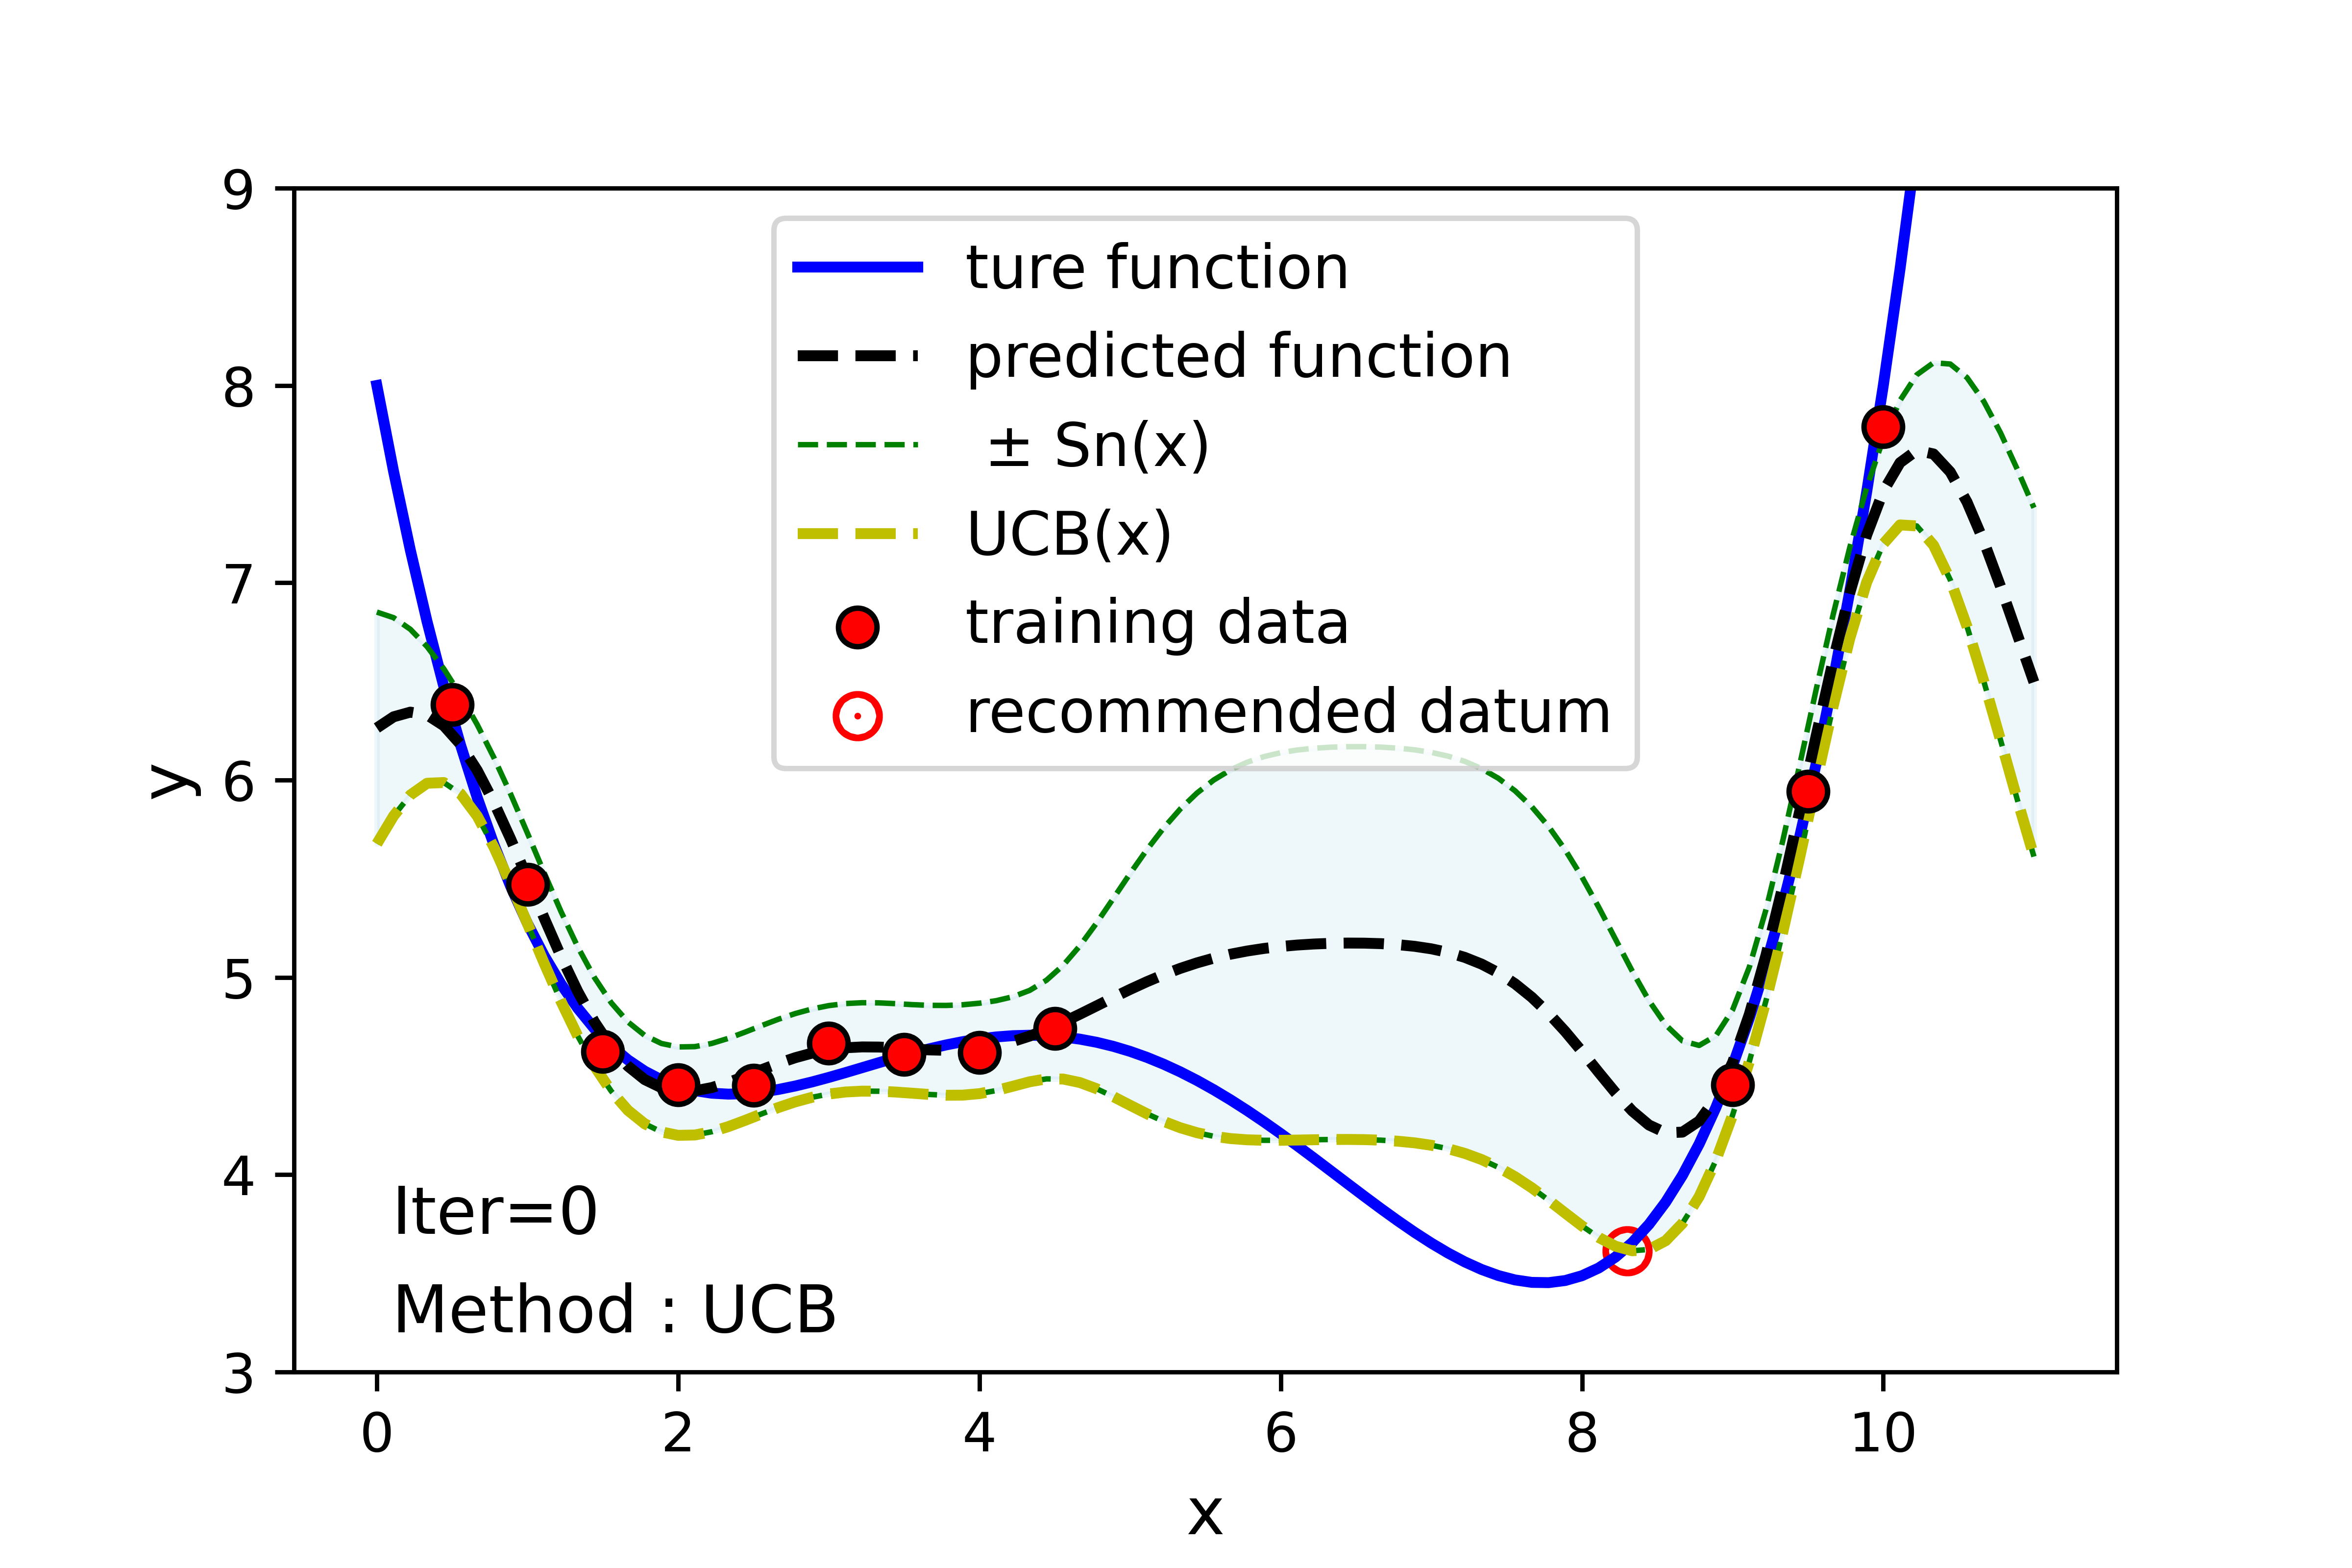 9
8
7
6
5
4
3
y
ture function
predicted function
± Sn(x)
UCB(x)
training data
recommended datum
Iter=0
Method : UCB
0 2 4 6 8 10
x